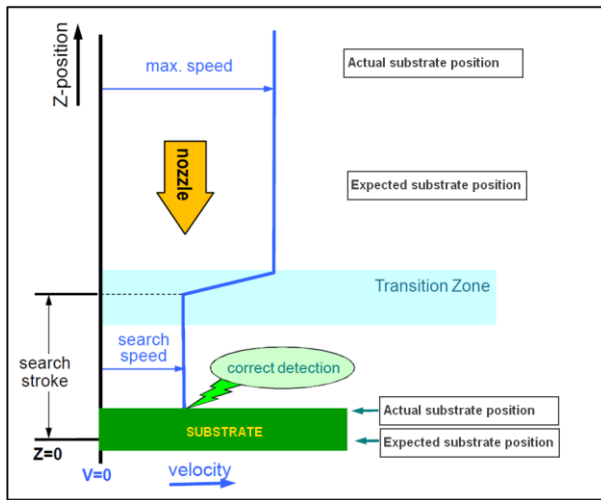 Z-position
max. speed
Actual substrate position
nozzle
Expected substrate position
Transition Zone
search
stroke
search
speed
correct detection
Actual substrate position
SUBSTRATE
Expected substrate position
Z=0
V=0
velocity